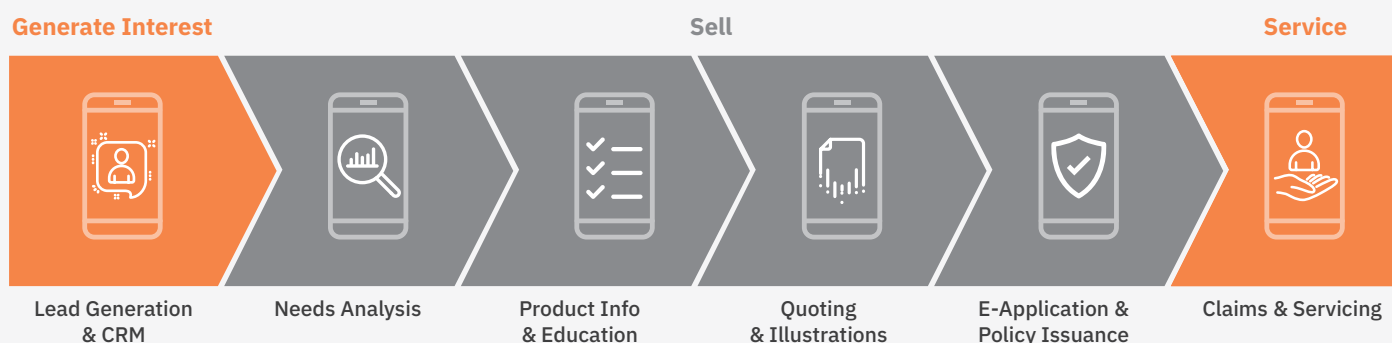 Generate Interest
Sell
Service
Lead Generation
& CRM
Needs Analysis
Product Info
& Education
Quoting
& Illustrations
E-Application &
Policy Issuance
Claims & Servicing